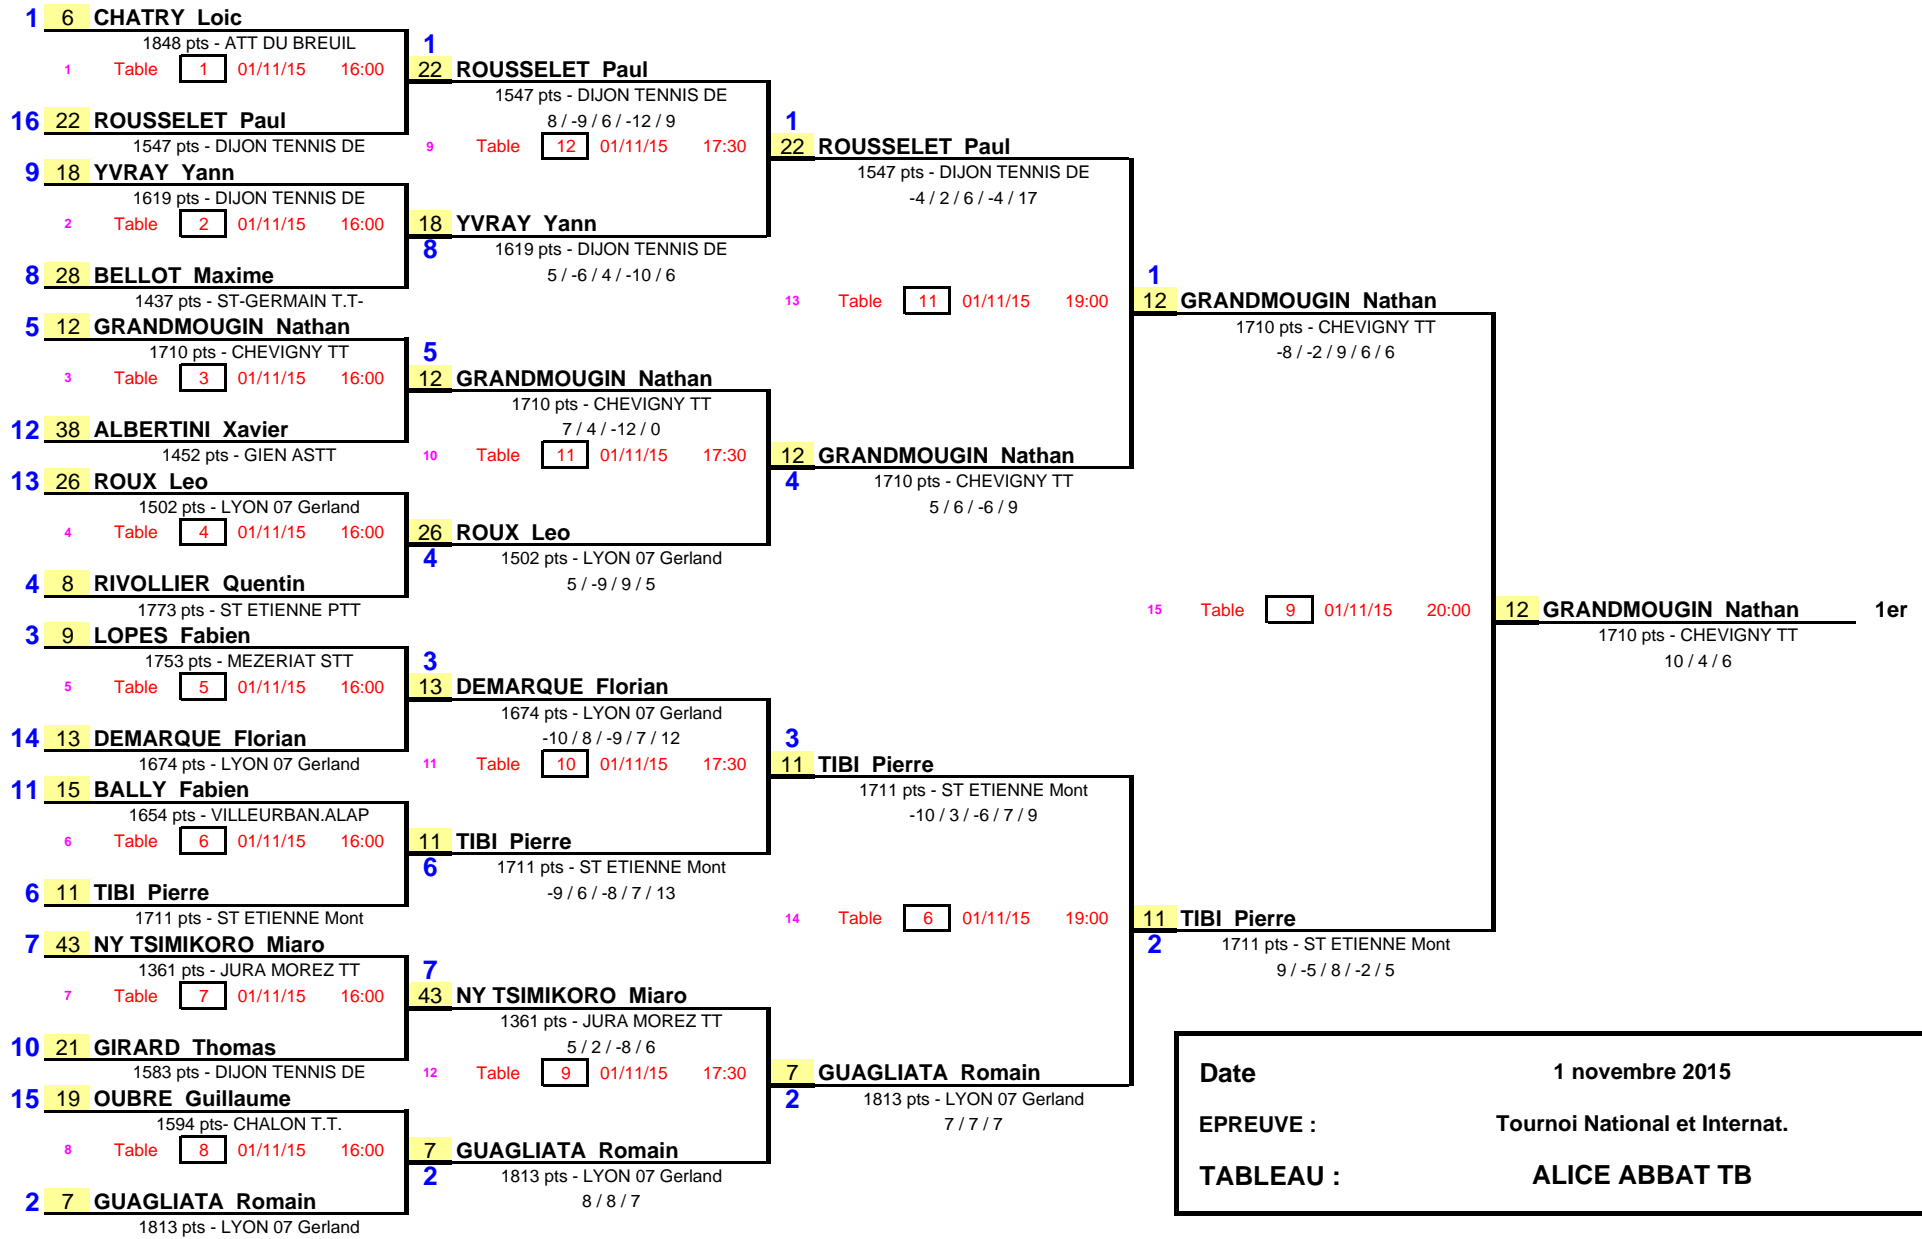 1 6 CHATRY Loic
1848 pts - ATT DU BREUIL
1 Table 1 01/11/15 16:00
16 22 ROUSSELET Paul
1547 pts - DIJON TENNIS DE
9 18 YVRAY Yann
1619 pts - DIJON TENNIS DE
2 Table 2 01/11/15 16:00
8 28 BELLOT Maxime
1437 pts - ST-GERMAIN T.T-
5 12 GRANDMOUGIN Nathan
1710 pts - CHEVIGNY TT
3 Table 3 01/11/15 16:00
12 38 ALBERTINI Xavier
1452 pts - GIEN ASTT
13 26 ROUX Leo
1502 pts - LYON 07 Gerland
4 Table 4 01/11/15 16:00
4 8 RIVOLLIER Quentin
1773 pts - ST ETIENNE PTT
3 9 LOPES Fabien
1753 pts - MEZERIAT STT
5 Table 5 01/11/15 16:00
14 13 DEMARQUE Florian
1674 pts - LYON 07 Gerland
11 15 BALLY Fabien
1654 pts - VILLEURBAN.ALAP
6 Table 6 01/11/15 16:00
6 11 TIBI Pierre
1711 pts - ST ETIENNE Mont
7 43 NY TSIMIKORO Miaro
1361 pts - JURA MOREZ TT
7 Table 7 01/11/15 16:00
10 21 GIRARD Thomas
1583 pts - DIJON TENNIS DE
15 19 OUBRE Guillaume
1594 pts- CHALON T.T.
8 Table 8 01/11/15 16:00
2 7 GUAGLIATA Romain
1813 pts - LYON 07 Gerland
1
22 ROUSSELET Paul
1547 pts - DIJON TENNIS DE
8 / -9 / 6 / -12 / 9
9 Table 12 01/11/15 17:30
18 YVRAY Yann
8
1619 pts - DIJON TENNIS DE
5 / -6 / 4 / -10 / 6
5
12 GRANDMOUGIN Nathan
1710 pts - CHEVIGNY TT
7 / 4 / -12 / 0
10 Table 11 01/11/15 17:30
26 ROUX Leo
4
1502 pts - LYON 07 Gerland
5 / -9 / 9 / 5
3
13 DEMARQUE Florian
1674 pts - LYON 07 Gerland
-10 / 8 / -9 / 7 / 12
11 Table 10 01/11/15 17:30
11 TIBI Pierre
6
1711 pts - ST ETIENNE Mont
-9 / 6 / -8 / 7 / 13
7
43 NY TSIMIKORO Miaro
1361 pts - JURA MOREZ TT
5 / 2 / -8 / 6
12 Table 9 01/11/15 17:30
7 GUAGLIATA Romain
2
1813 pts - LYON 07 Gerland
8 / 8 / 7
1
22 ROUSSELET Paul
1547 pts - DIJON TENNIS DE
-4 / 2 / 6 / -4 / 17
13 Table 11 01/11/15 19:00
12 GRANDMOUGIN Nathan
4
1710 pts - CHEVIGNY TT
5 / 6 / -6 / 9
3
11 TIBI Pierre
1711 pts - ST ETIENNE Mont
-10 / 3 / -6 / 7 / 9
14 Table 6 01/11/15 19:00
7 GUAGLIATA Romain
2
1813 pts - LYON 07 Gerland
7 / 7 / 7
1
12 GRANDMOUGIN Nathan
1710 pts - CHEVIGNY TT
-8 / -2 / 9 / 6 / 6
15 Table 9 01/11/15 20:00
11 TIBI Pierre
2
1711 pts - ST ETIENNE Mont
9 / -5 / 8 / -2 / 5
12 GRANDMOUGIN Nathan 1er
1710 pts - CHEVIGNY TT
10 / 4 / 6
Date 1 novembre 2015
EPREUVE : Tournoi National et Internat.
TABLEAU : ALICE ABBAT TB